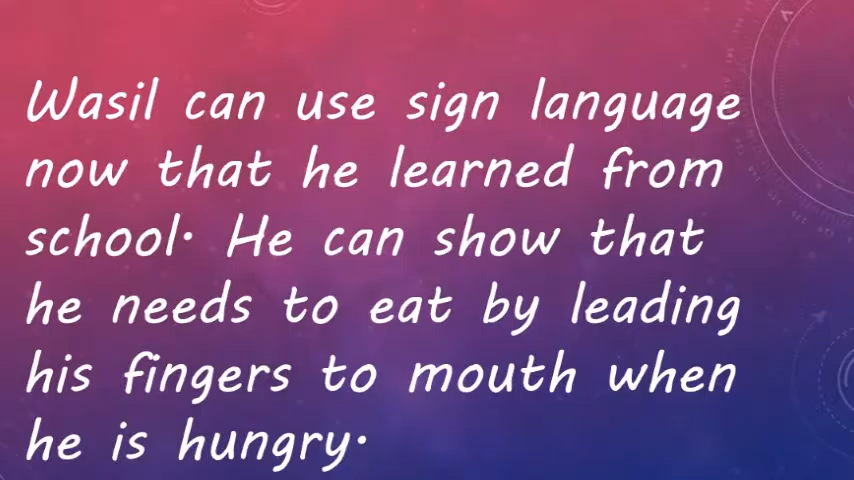 Wasil can use sign language
now that he learned from
school. He can show that
he needs to eat by leading
his fingers to mouth when
he is hungry.